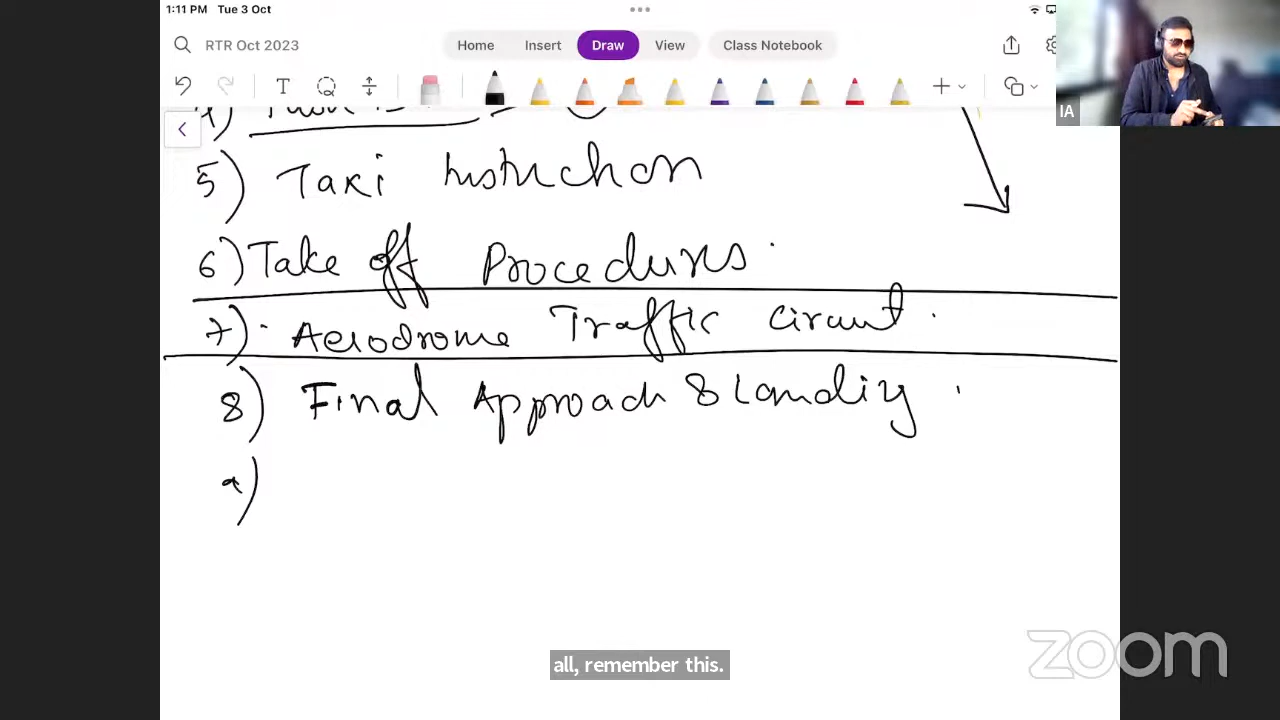 1:11 PM Tue 3 Oct
RTR Oct 2023
Home Insert Draw View Class Notebook
IA
5) Taxi Instruction
6) Take off Procedures.
7) Aerodrome Traffic Circuit.
8) Final Approach & Landing.
9)
all, remember this.
zoom